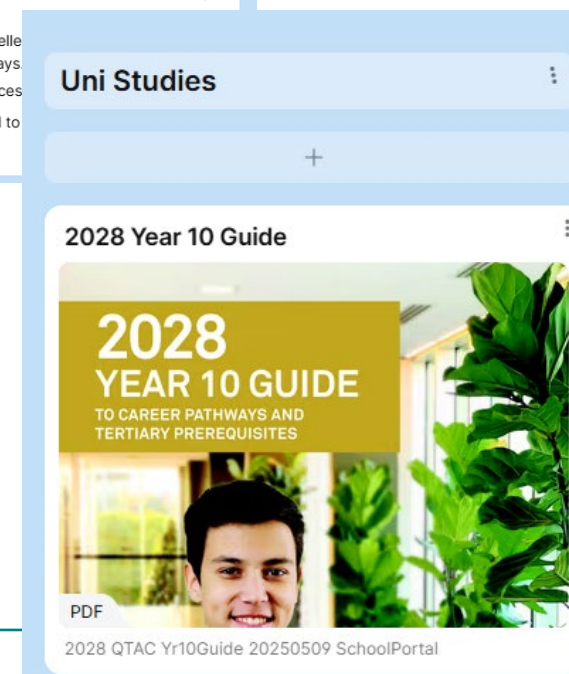 Uni Studies
+
2028 Year 10 Guide
2028
YEAR 10 GUIDE
TO CAREER PATHWAYS AND
TERTIARY PREREQUISITES
PDF
2028 QTAC Yr10Guide 20250509 SchoolPortal